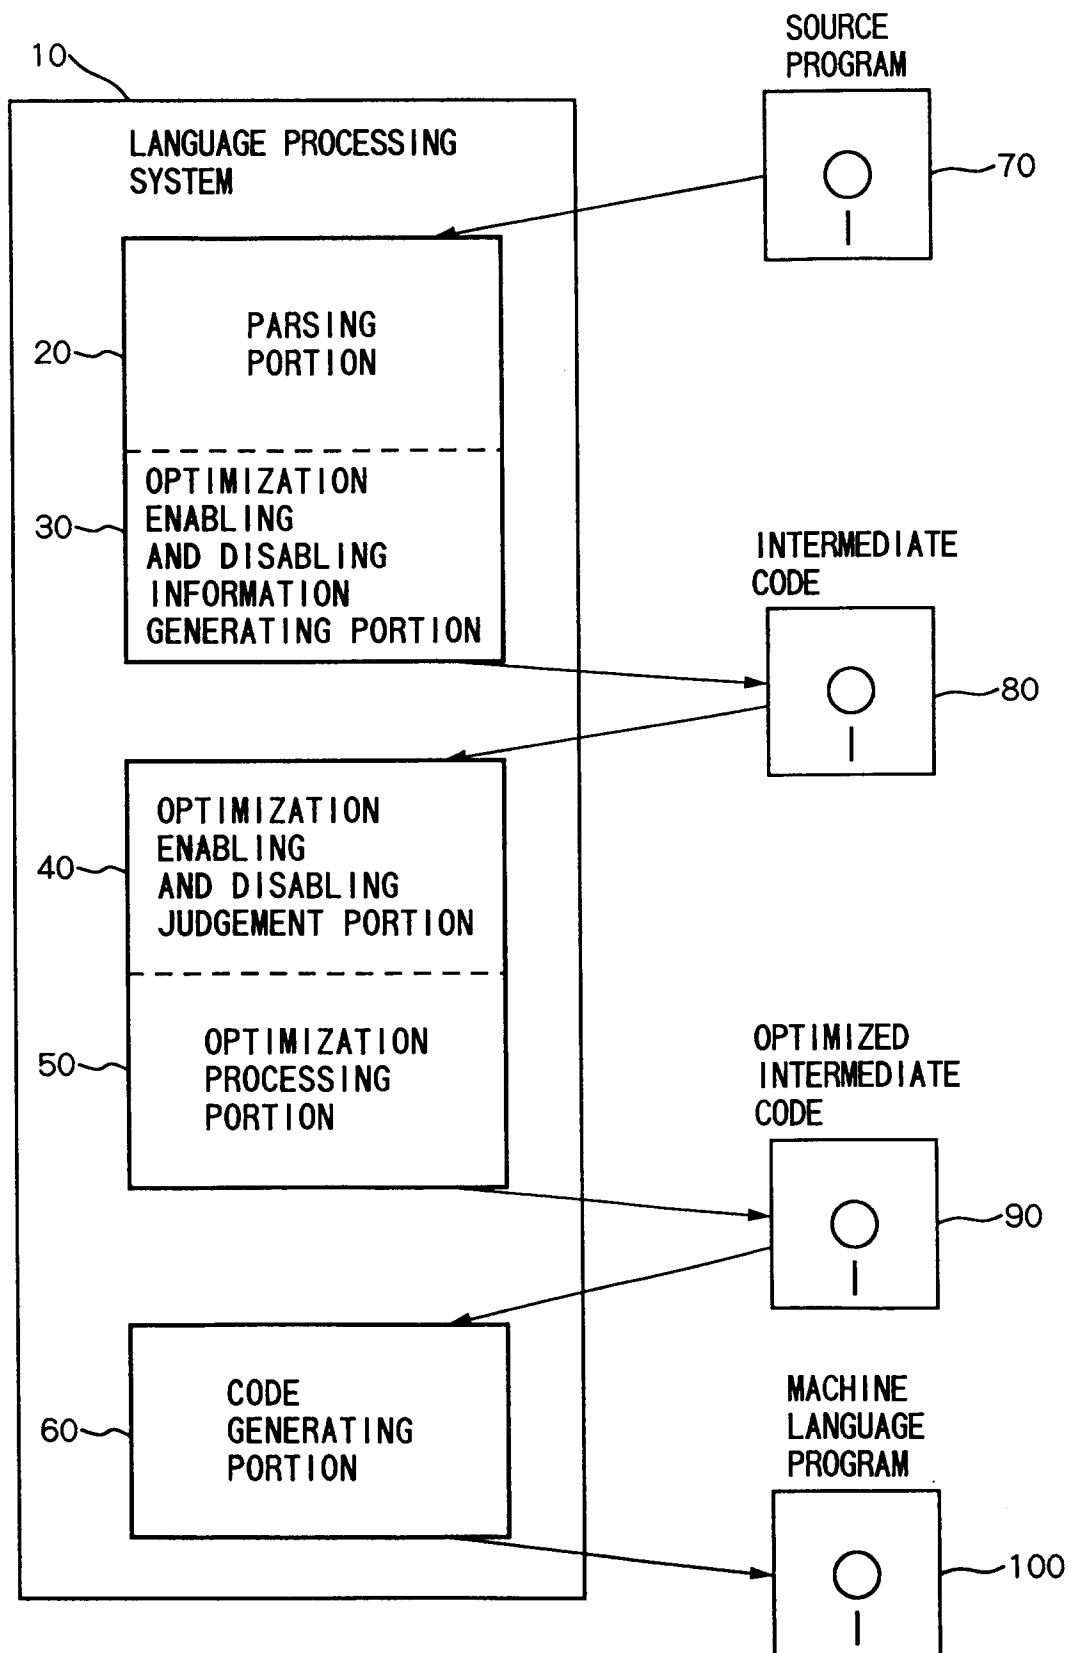 10
SOURCE
PROGRAM
70
LANGUAGE PROCESSING
SYSTEM
20
PARSING
PORTION
30
OPTIMIZATION
ENABLING
AND DISABLING
INFORMATION
GENERATING PORTION
INTERMEDIATE
CODE
80
40
OPTIMIZATION
ENABLING
AND DISABLING
JUDGEMENT PORTION
50
OPTIMIZATION
PROCESSING
PORTION
OPTIMIZED
INTERMEDIATE
CODE
90
60
CODE
GENERATING
PORTION
MACHINE
LANGUAGE
PROGRAM
100